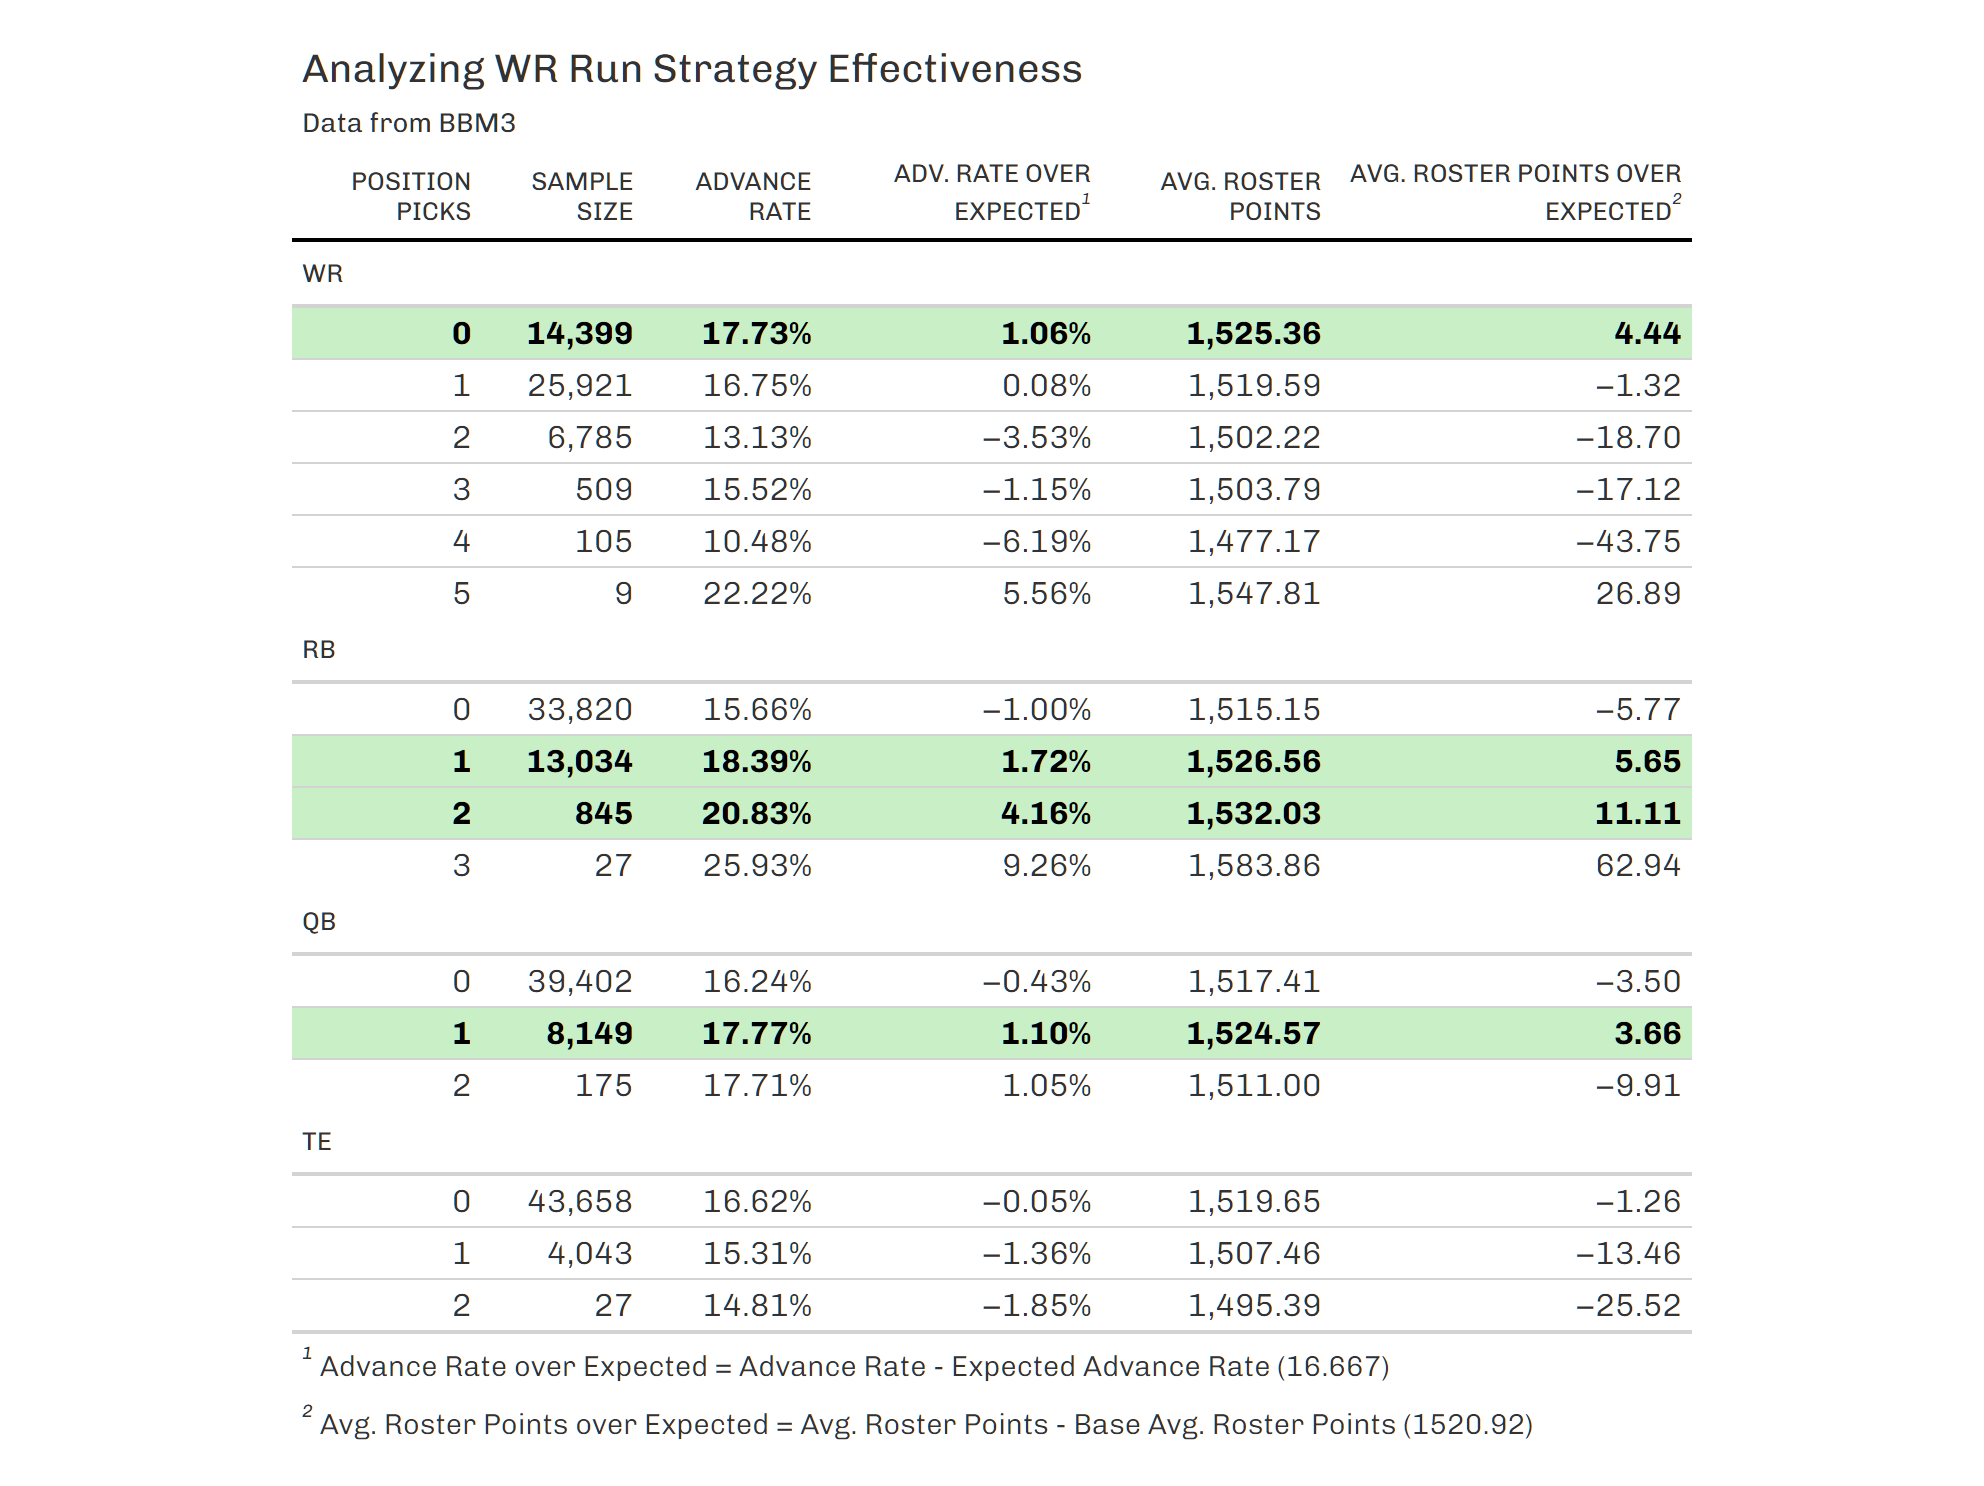 Analyzing WR Run Strategy Effectiveness
Data from BBM3
POSITION PICKS SAMPLE SIZE ADVANCE RATE ADV. RATE OVER EXPECTED1 AVG. ROSTER POINTS AVG. ROSTER POINTS OVER EXPECTED2
WR
0 14,399 17.73% 1.06% 1,525.36 4.44
1 25,921 16.75% 0.08% 1,519.59 −1.32
2 6,785 13.13% −3.53% 1,502.22 −18.70
3 509 15.52% −1.15% 1,503.79 −17.12
4 105 10.48% −6.19% 1,477.17 −43.75
5 9 22.22% 5.56% 1,547.81 26.89
RB
0 33,820 15.66% −1.00% 1,515.15 −5.77
1 13,034 18.39% 1.72% 1,526.56 5.65
2 845 20.83% 4.16% 1,532.03 11.11
3 27 25.93% 9.26% 1,583.86 62.94
QB
0 39,402 16.24% −0.43% 1,517.41 −3.50
1 8,149 17.77% 1.10% 1,524.57 3.66
2 175 17.71% 1.05% 1,511.00 −9.91
TE
0 43,658 16.62% −0.05% 1,519.65 −1.26
1 4,043 15.31% −1.36% 1,507.46 −13.46
2 27 14.81% −1.85% 1,495.39 −25.52
1 Advance Rate over Expected = Advance Rate - Expected Advance Rate (16.667)
2 Avg. Roster Points over Expected = Avg. Roster Points - Base Avg. Roster Points (1520.92)